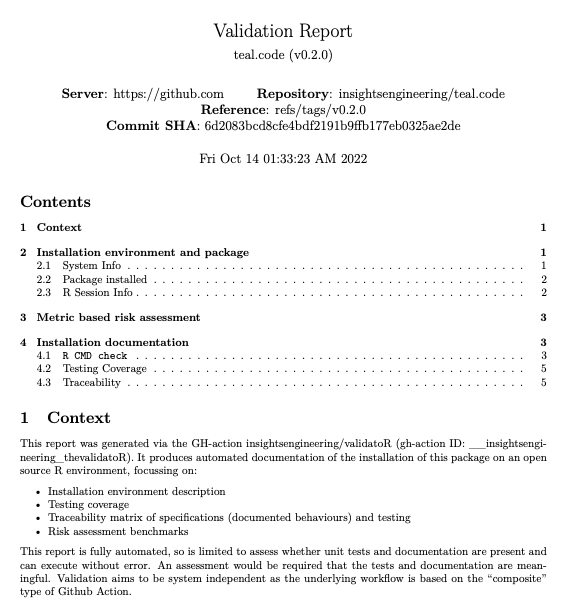 Validation Report
teal.code (v0.2.0)
Server: https://github.com Repository: insightsengineering/teal.code
Reference: refs/tags/v0.2.0
Commit SHA: 6d2083bcd8cfe4bdf2191b9ffb177eb0325ae2de
Fri Oct 14 01:33:23 AM 2022
Contents
1 Context 1
2 Installation environment and package 1
2.1 System Info . . . . . . . . . . . . . . . . . . . . . . . . . . . . . . . . . . . . . . . . 1
2.2 Package installed . . . . . . . . . . . . . . . . . . . . . . . . . . . . . . . . . . . . . 2
2.3 R Session Info . . . . . . . . . . . . . . . . . . . . . . . . . . . . . . . . . . . . . . . 2
3 Metric based risk assessment 3
4 Installation documentation 3
4.1 R CMD check . . . . . . . . . . . . . . . . . . . . . . . . . . . . . . . . . . . . . . . 3
4.2 Testing Coverage . . . . . . . . . . . . . . . . . . . . . . . . . . . . . . . . . . . . . 5
4.3 Traceability . . . . . . . . . . . . . . . . . . . . . . . . . . . . . . . . . . . . . . . . 5
1 Context
This report was generated via the GH-action insightsengineering/validatoR (gh-action ID: __insightsengi-
neering_thevalidatoR). It produces automated documentation of the installation of this package on an open
source R environment, focussing on:
• Installation environment description
• Testing coverage
• Traceability matrix of specifications (documented behaviours) and testing
• Risk assessment benchmarks
This report is fully automated, so is limited to assess whether unit tests and documentation are present and
can execute without error. An assessment would be required that the tests and documentation are mean-
ingful. Validation aims to be system independent as the underlying workflow is based on the “composite”
type of Github Action.